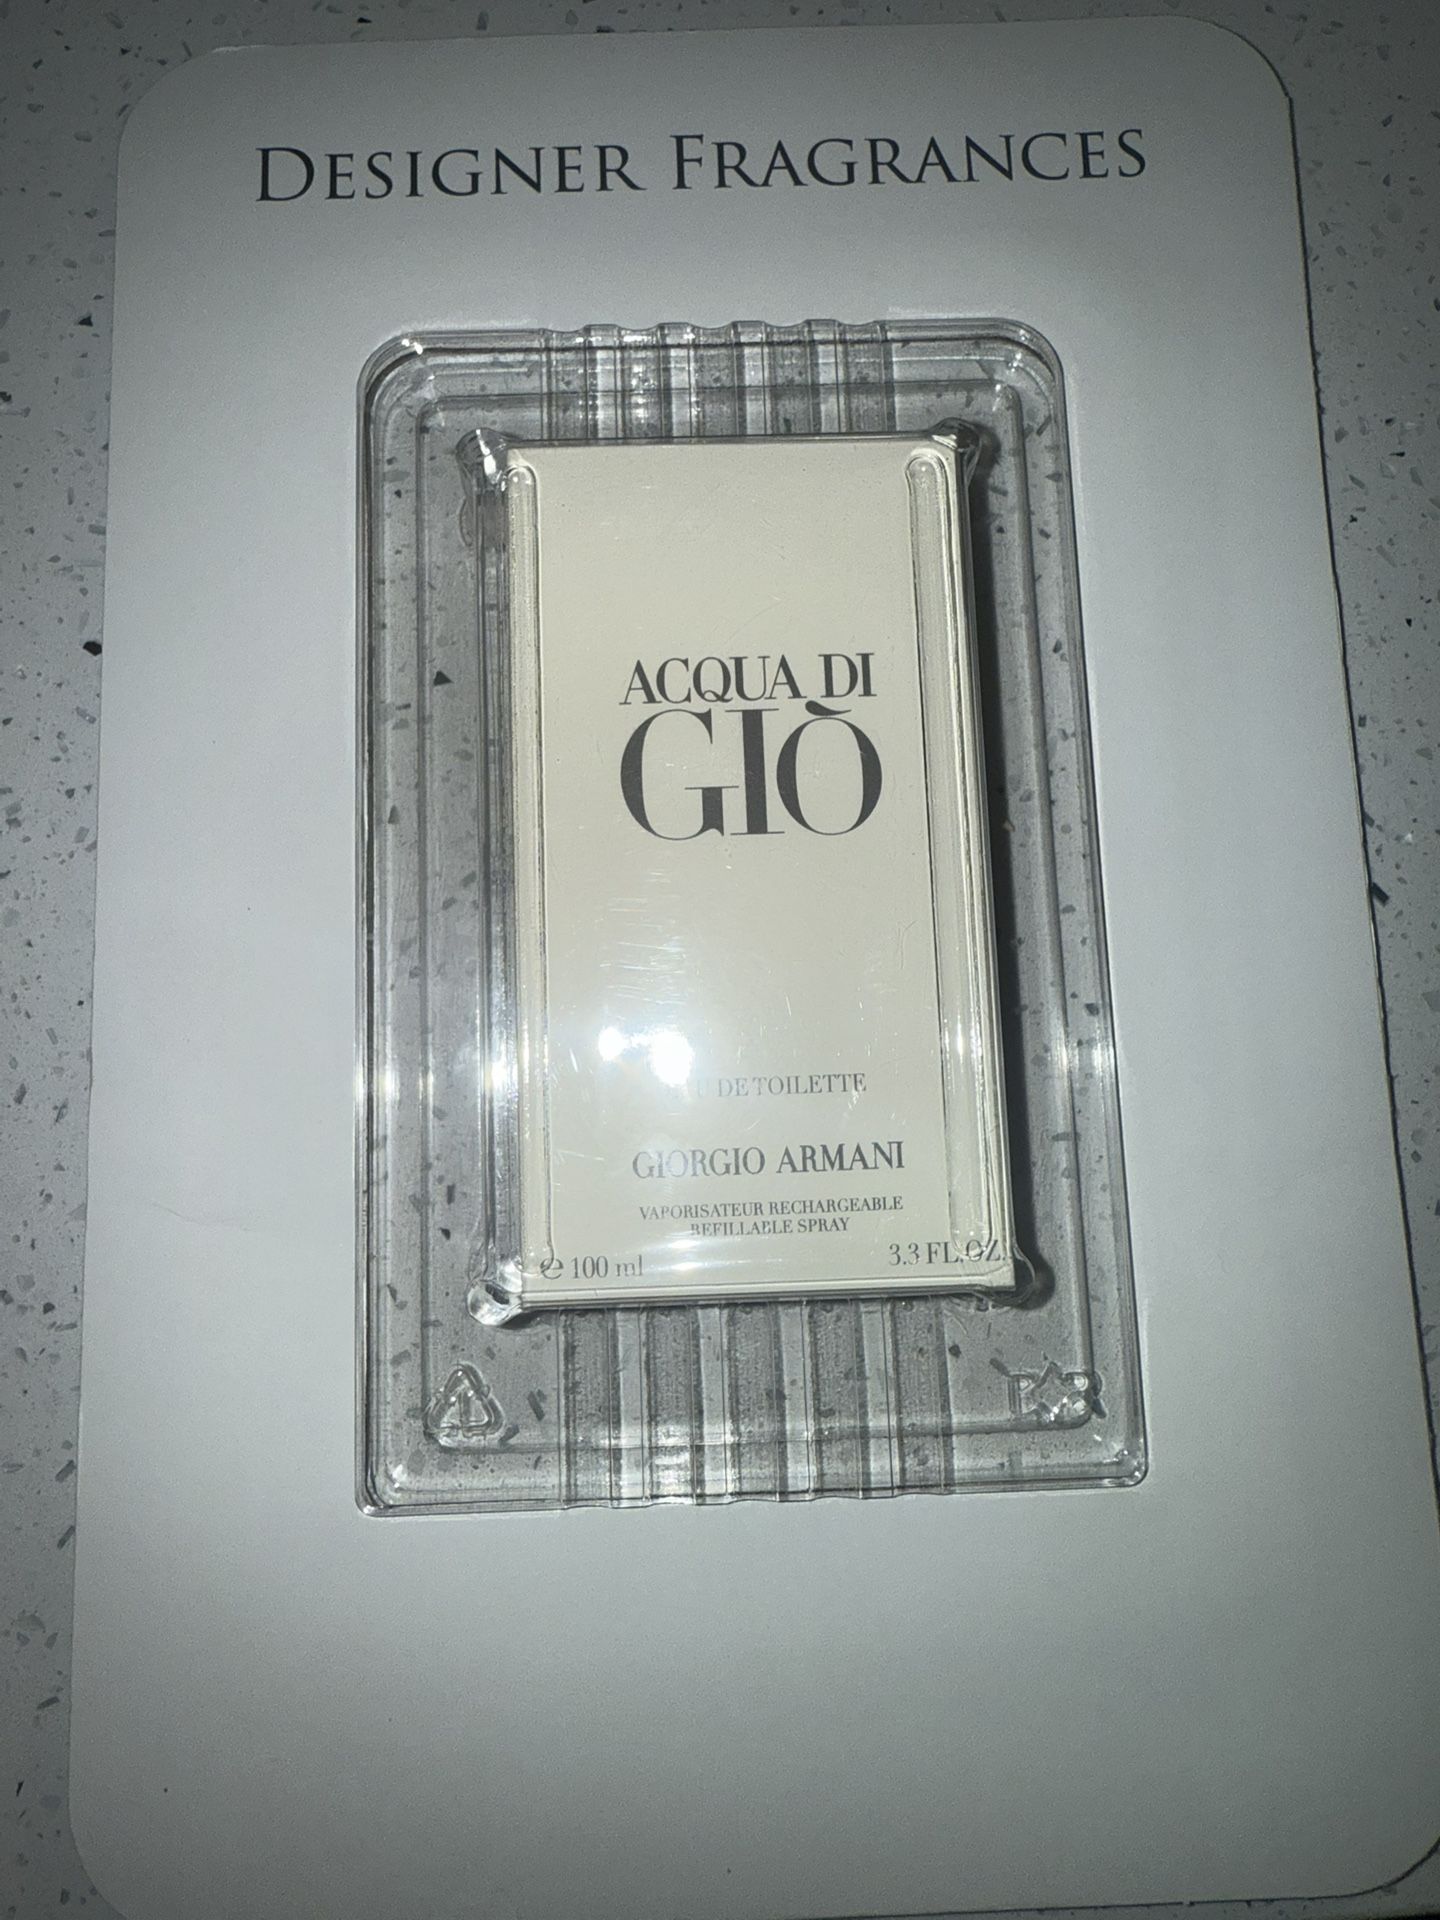 DESIGNER FRAGRANCES
ACQUA DI
GIÒ
DE TOILETTE
GIORGIO ARMANI
VAPORISATEUR RECHARGEABLE
REFILLABLE SPRAY
℮ 100 ml 3.3 FL.OZ.
1